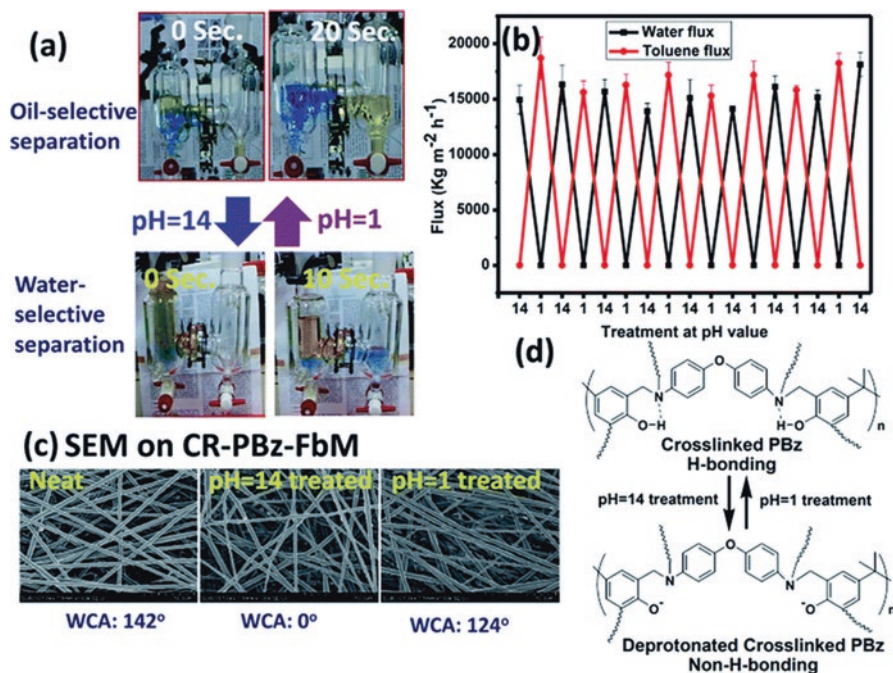 (a)
0 Sec.
20 Sec.
Oil-selective
separation
pH=14
pH=1
Water-
selective
separation
0 Sec.
10 Sec.
(b)
Water flux
Toluene flux
20000
15000
10000
5000
0
Flux (Kg m⁻² h⁻¹)
14 1 14 1 14 1 14 1 14 1 14 1 14 1 14 1 14
Treatment at pH value
(c) SEM on CR-PBz-FbM
Neat
pH=14 treated
pH=1 treated
WCA: 142°
WCA: 0°
WCA: 124°
(d)
O
N
N
O-H
H-O
n
Crosslinked PBz
H-bonding
pH=14 treatment
pH=1 treatment
O
N
N
O⁻
O⁻
n
Deprotonated Crosslinked PBz
Non-H-bonding